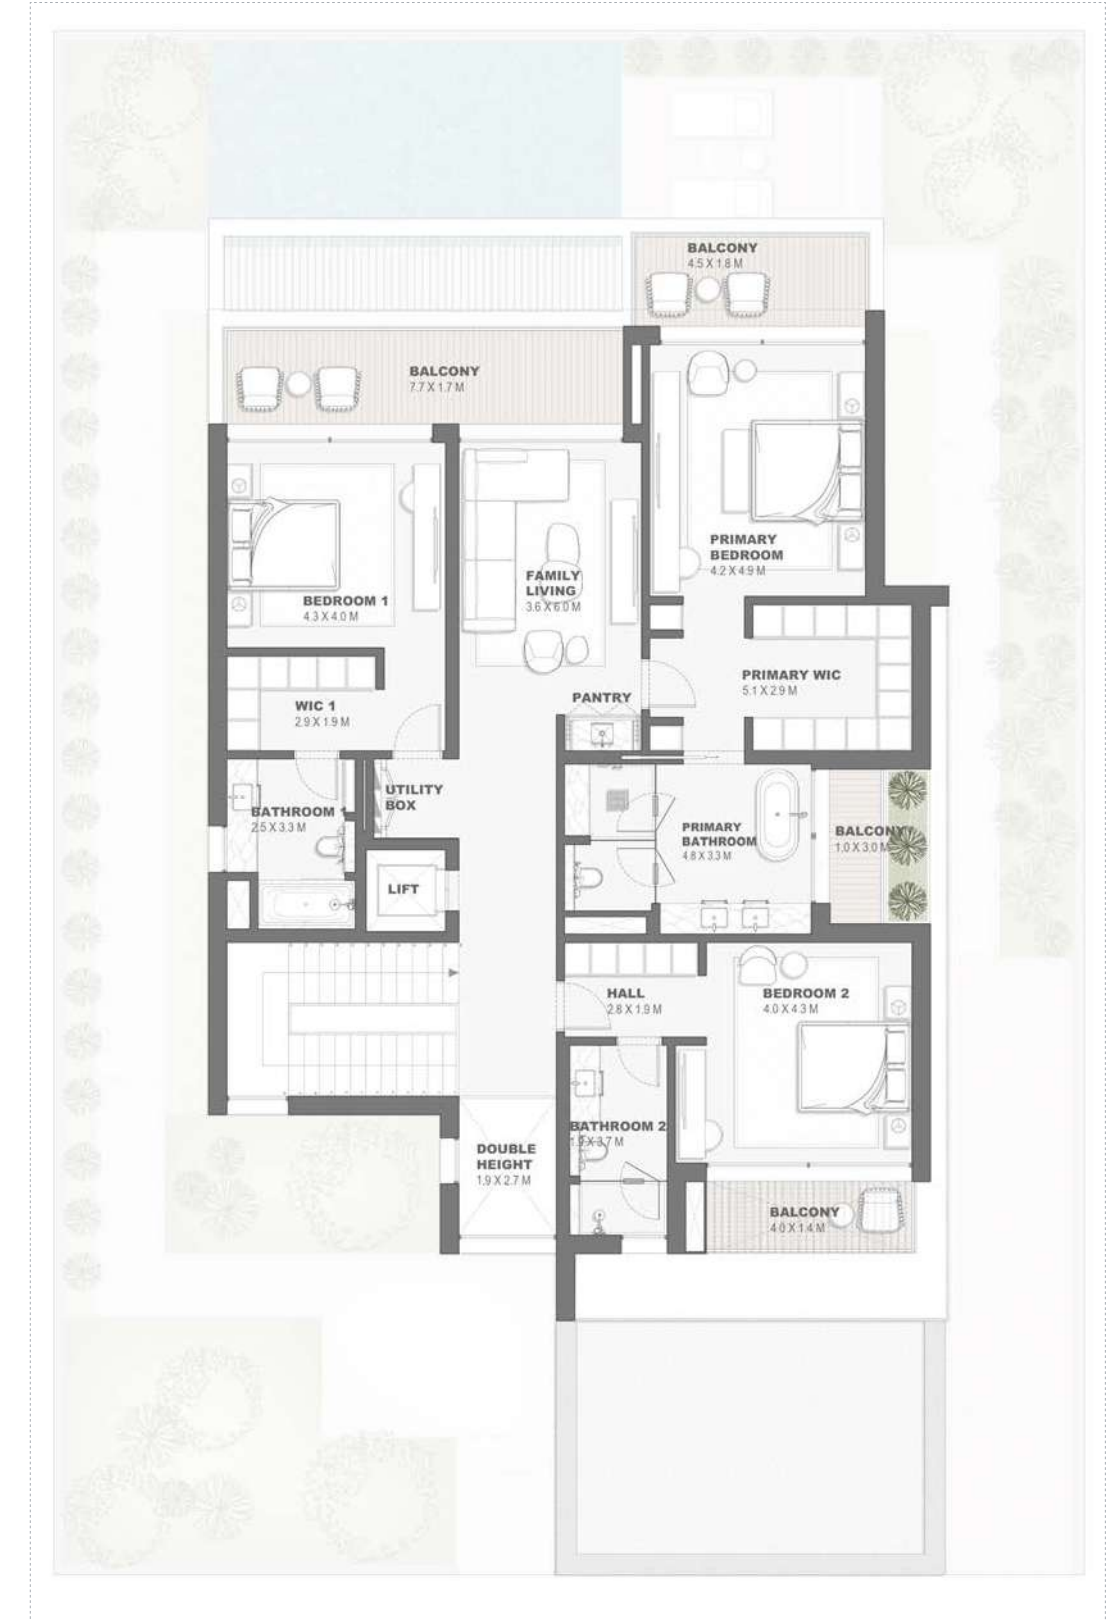 BALCONY
4.5 X 1.8 M
BALCONY
7.7 X 1.7 M
PRIMARY
BEDROOM
4.2 X 4.9 M
FAMILY
LIVING
3.6 X 6.0 M
BEDROOM 1
4.3 X 4.0 M
PRIMARY WIC
5.1 X 2.9 M
PANTRY
WIC 1
2.9 X 1.9 M
UTILITY
BOX
BATHROOM 1
2.5 X 3.3 M
PRIMARY
BATHROOM
4.8 X 3.3 M
BALCONY
1.0 X 3.0 M
LIFT
HALL
2.8 X 1.9 M
BEDROOM 2
4.0 X 4.3 M
BATHROOM 2
1.9 X 3.7 M
DOUBLE
HEIGHT
1.9 X 2.7 M
BALCONY
4.0 X 1.4 M